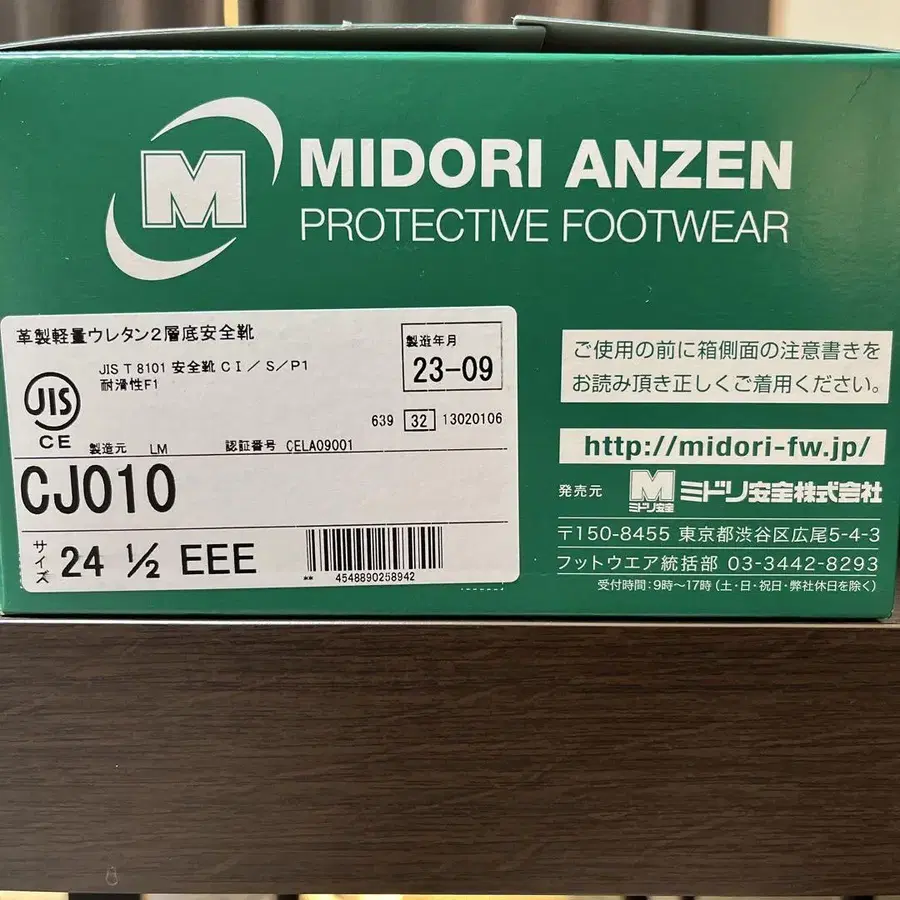 M
MIDORI ANZEN
PROTECTIVE FOOTWEAR
革製軽量ウレタン2層底安全靴
JIS T 8101 安全靴 CI/S/P1
耐滑性F1
製造年月
23-09
JIS
CE
639 32 13020106
製造元 LM 認証番号 CELA09001
CJ010
サイズ
24 ½ EEE
** 4548890258942
ご使用の前に箱側面の注意書きを
お読み頂き正しくご着用ください。
http://midori-fw.jp/
発売元 M ミドリ安全 ミドリ安全株式会社
〒150-8455 東京都渋谷区広尾5-4-3
フットウエア統括部 03-3442-8293
受付時間:9時～17時(土・日・祝日・弊社休日を除く)